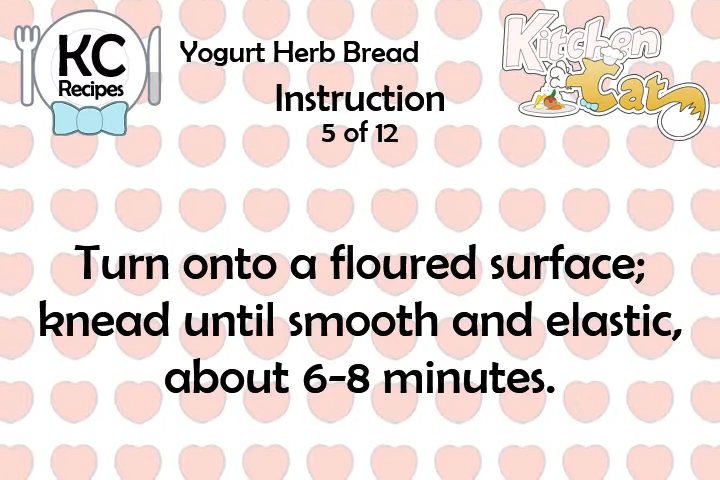 KC
Recipes
Yogurt Herb Bread
Kitchen
Cat
Instruction
5 of 12
Turn onto a floured surface;
knead until smooth and elastic,
about 6-8 minutes.